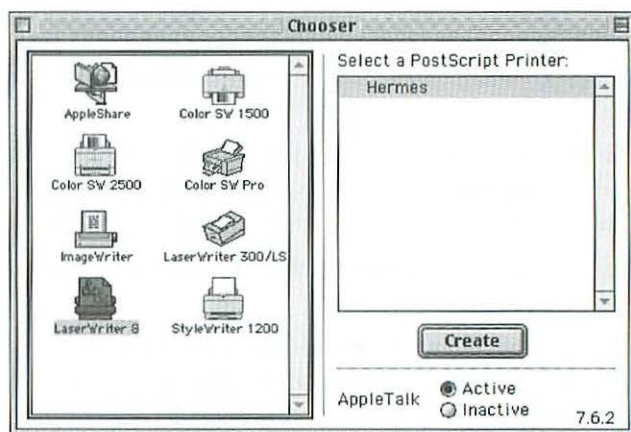 Chooser
AppleShare
Color SW 1500
Color SW 2500
Color SW Pro
ImageWriter
LaserWriter 300/LS
LaserWriter 8
StyleWriter 1200
Select a PostScript Printer:
Hermes
Create
AppleTalk
Active
Inactive
7.6.2